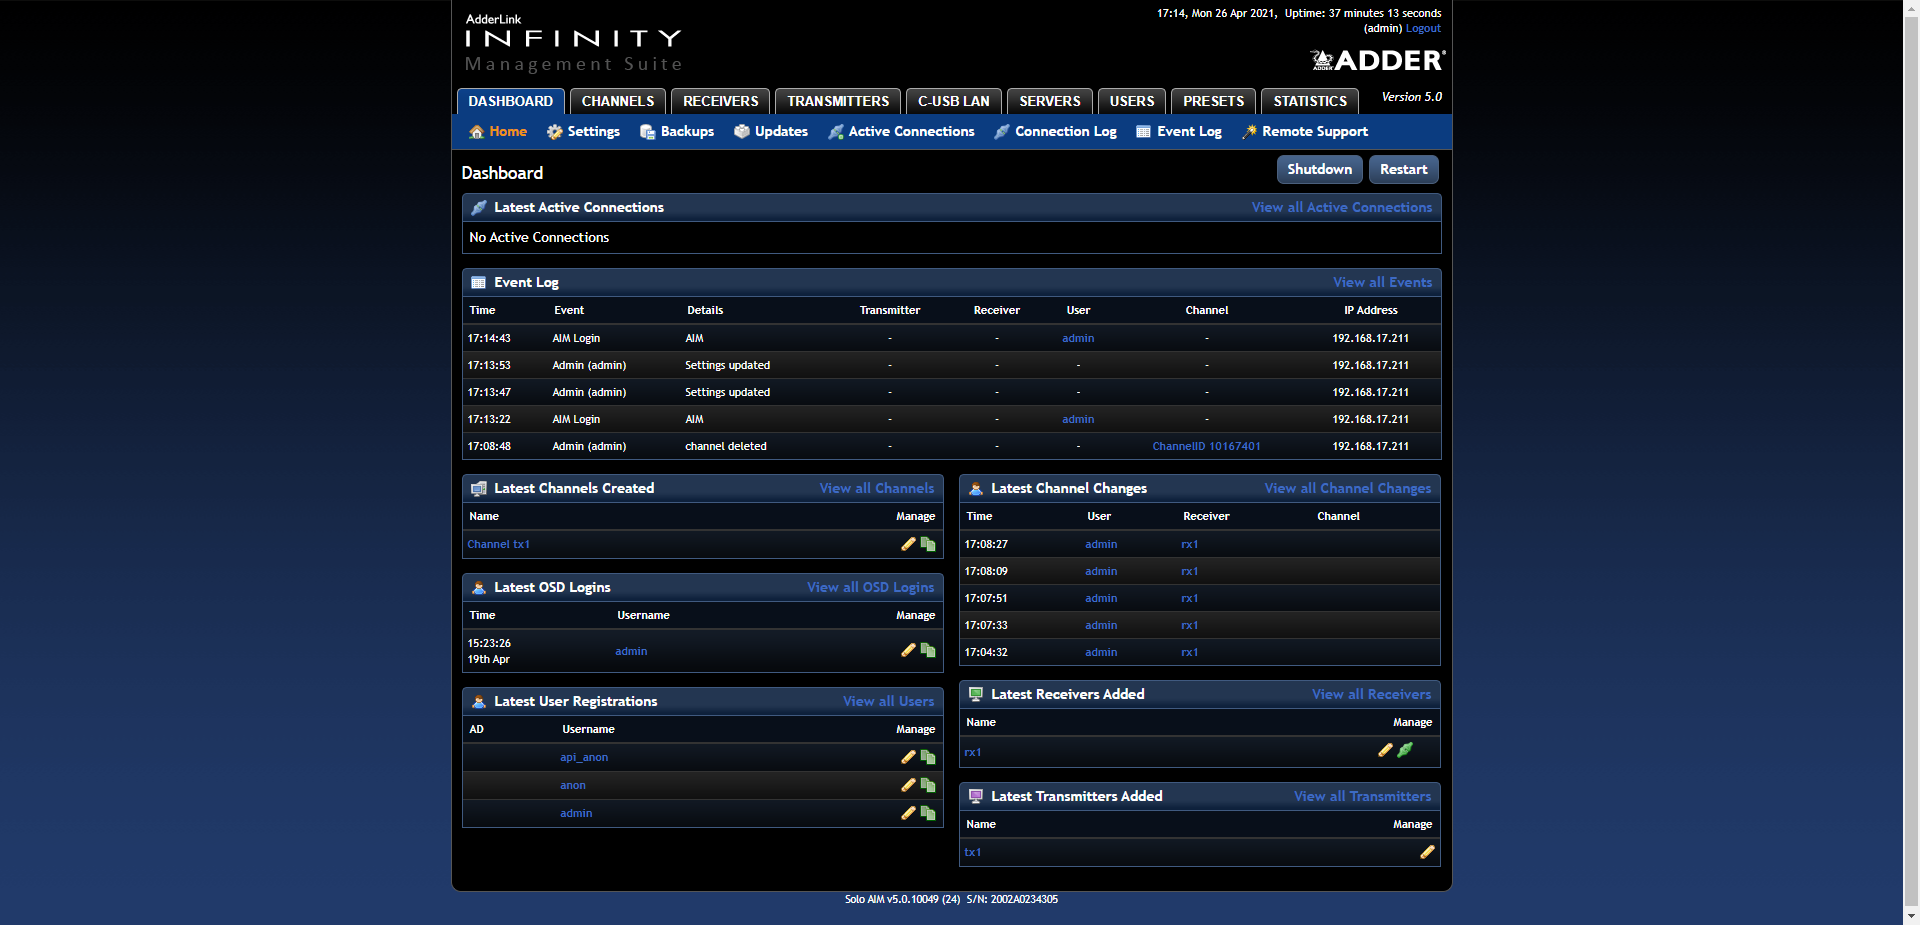 AdderLink
INFINITY
Management Suite
17:14, Mon 26 Apr 2021, Uptime: 37 minutes 13 seconds
(admin) Logout
ADDER
ADDER®
DASHBOARD CHANNELS RECEIVERS TRANSMITTERS C-USB LAN SERVERS USERS PRESETS STATISTICS Version 5.0
Home Settings Backups Updates Active Connections Connection Log Event Log Remote Support
Dashboard Shutdown Restart
Latest Active Connections View all Active Connections
No Active Connections
Event Log View all Events
Time Event Details Transmitter Receiver User Channel IP Address
17:14:43 AIM Login AIM - - admin - 192.168.17.211
17:13:53 Admin (admin) Settings updated - - - - 192.168.17.211
17:13:47 Admin (admin) Settings updated - - - - 192.168.17.211
17:13:22 AIM Login AIM - - admin - 192.168.17.211
17:08:48 Admin (admin) channel deleted - - - ChannelID 10167401 192.168.17.211
Latest Channels Created View all Channels
Name Manage
Channel tx1
Latest OSD Logins View all OSD Logins
Time Username Manage
15:23:26
19th Apr admin
Latest User Registrations View all Users
AD Username Manage
api_anon
anon
admin
Latest Channel Changes View all Channel Changes
Time User Receiver Channel
17:08:27 admin rx1
17:08:09 admin rx1
17:07:51 admin rx1
17:07:33 admin rx1
17:04:32 admin rx1
Latest Receivers Added View all Receivers
Name Manage
rx1
Latest Transmitters Added View all Transmitters
Name Manage
tx1
Solo AIM v5.0.10049 (24) S/N: 2002A0234305